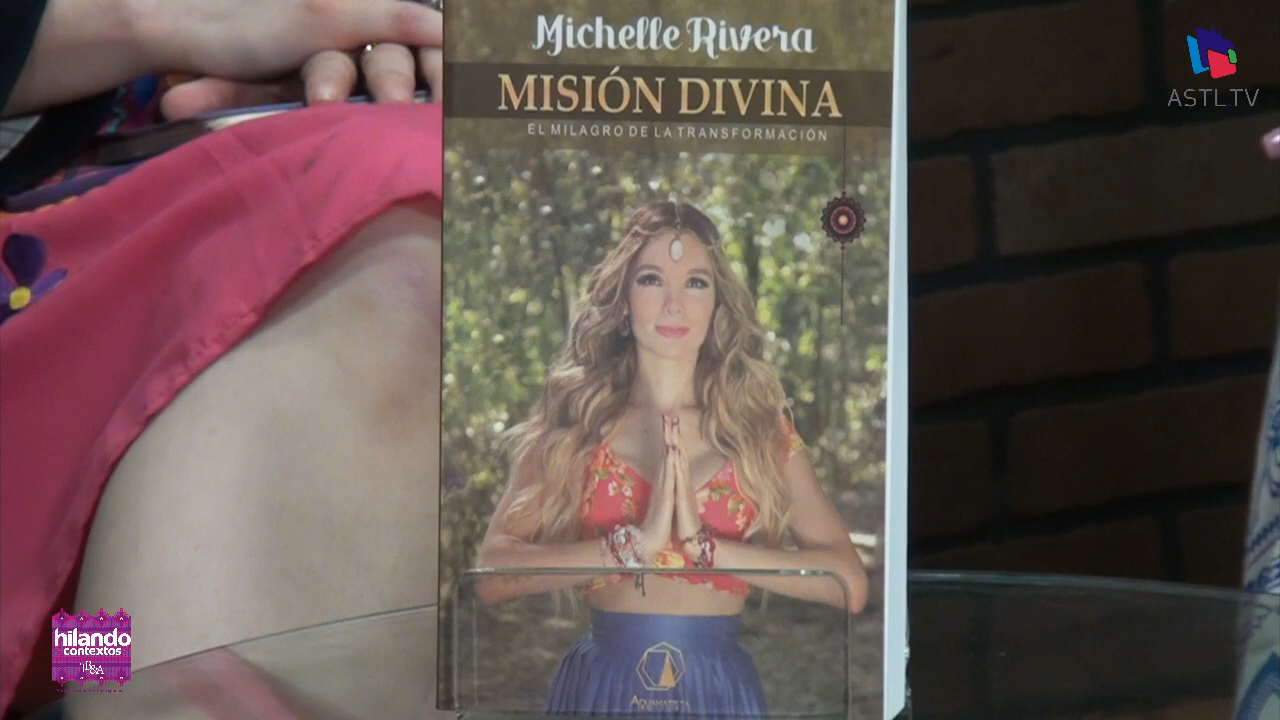 Michelle Rivera
MISIÓN DIVINA
EL MILAGRO DE LA TRANSFORMACIÓN
ASTL.TV
hilando
contextos